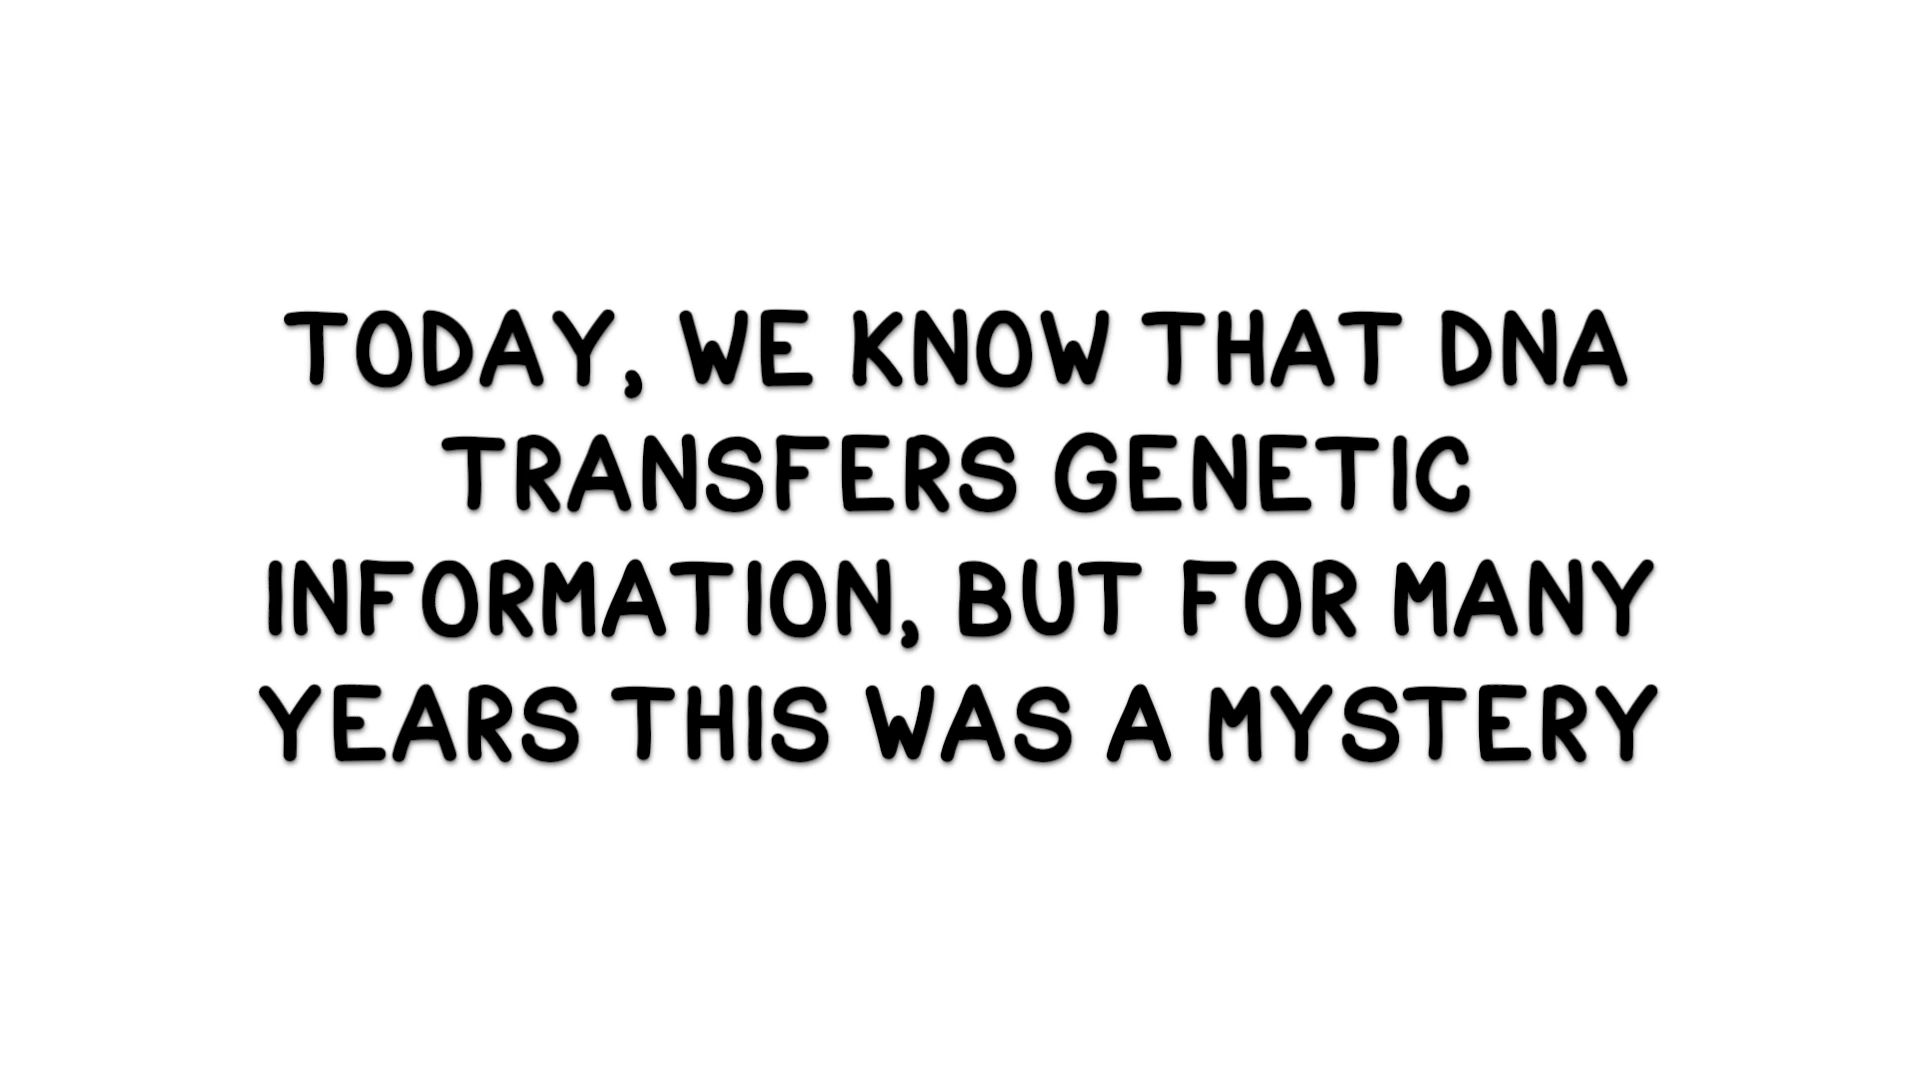 TODAY, WE KNOW THAT DNA
TRANSFERS GENETIC
INFORMATION, BUT FOR MANY
YEARS THIS WAS A MYSTERY